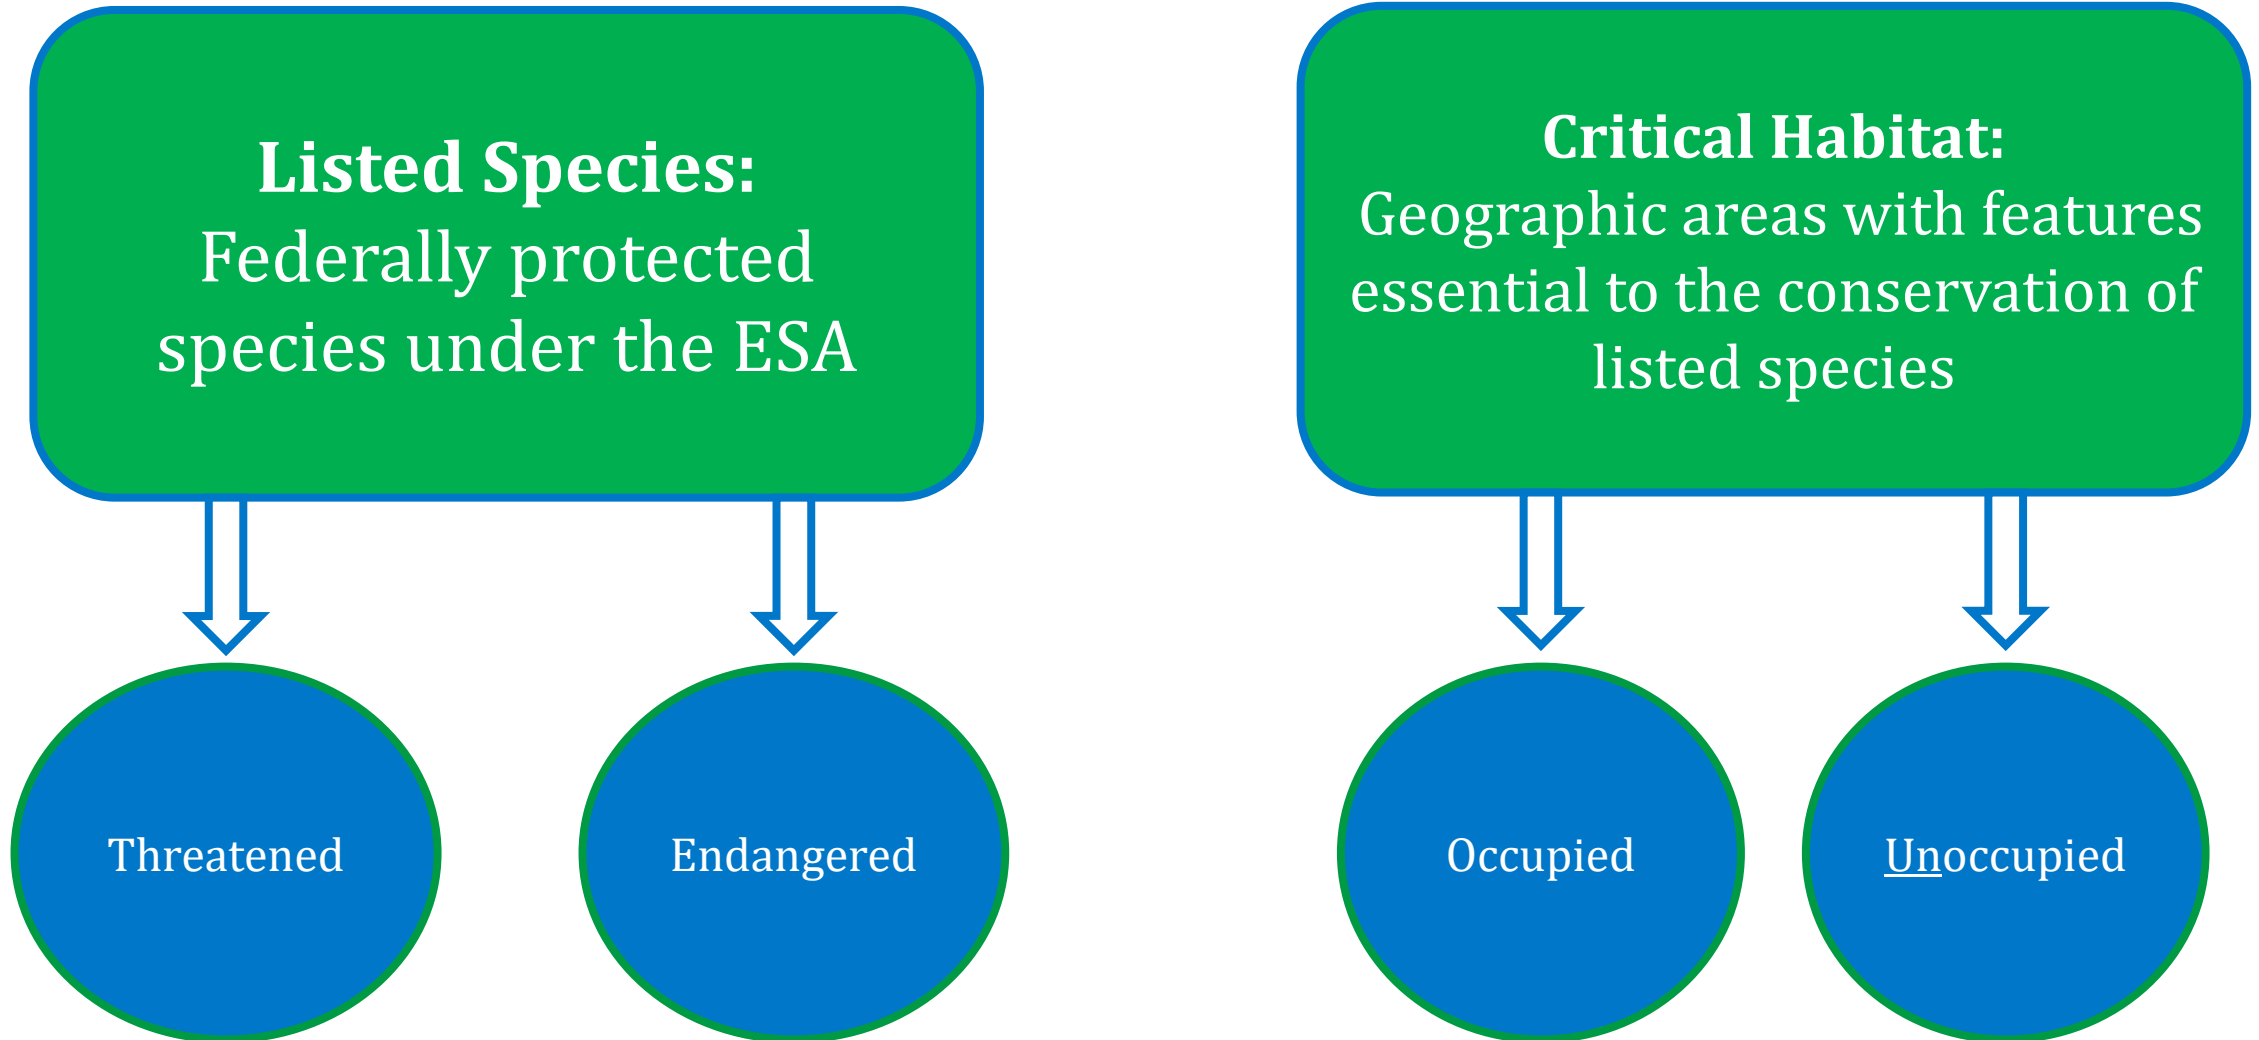 Listed Species:
Federally protected
species under the ESA
Critical Habitat:
Geographic areas with features
essential to the conservation of
listed species
Threatened
Endangered
Occupied
Unoccupied